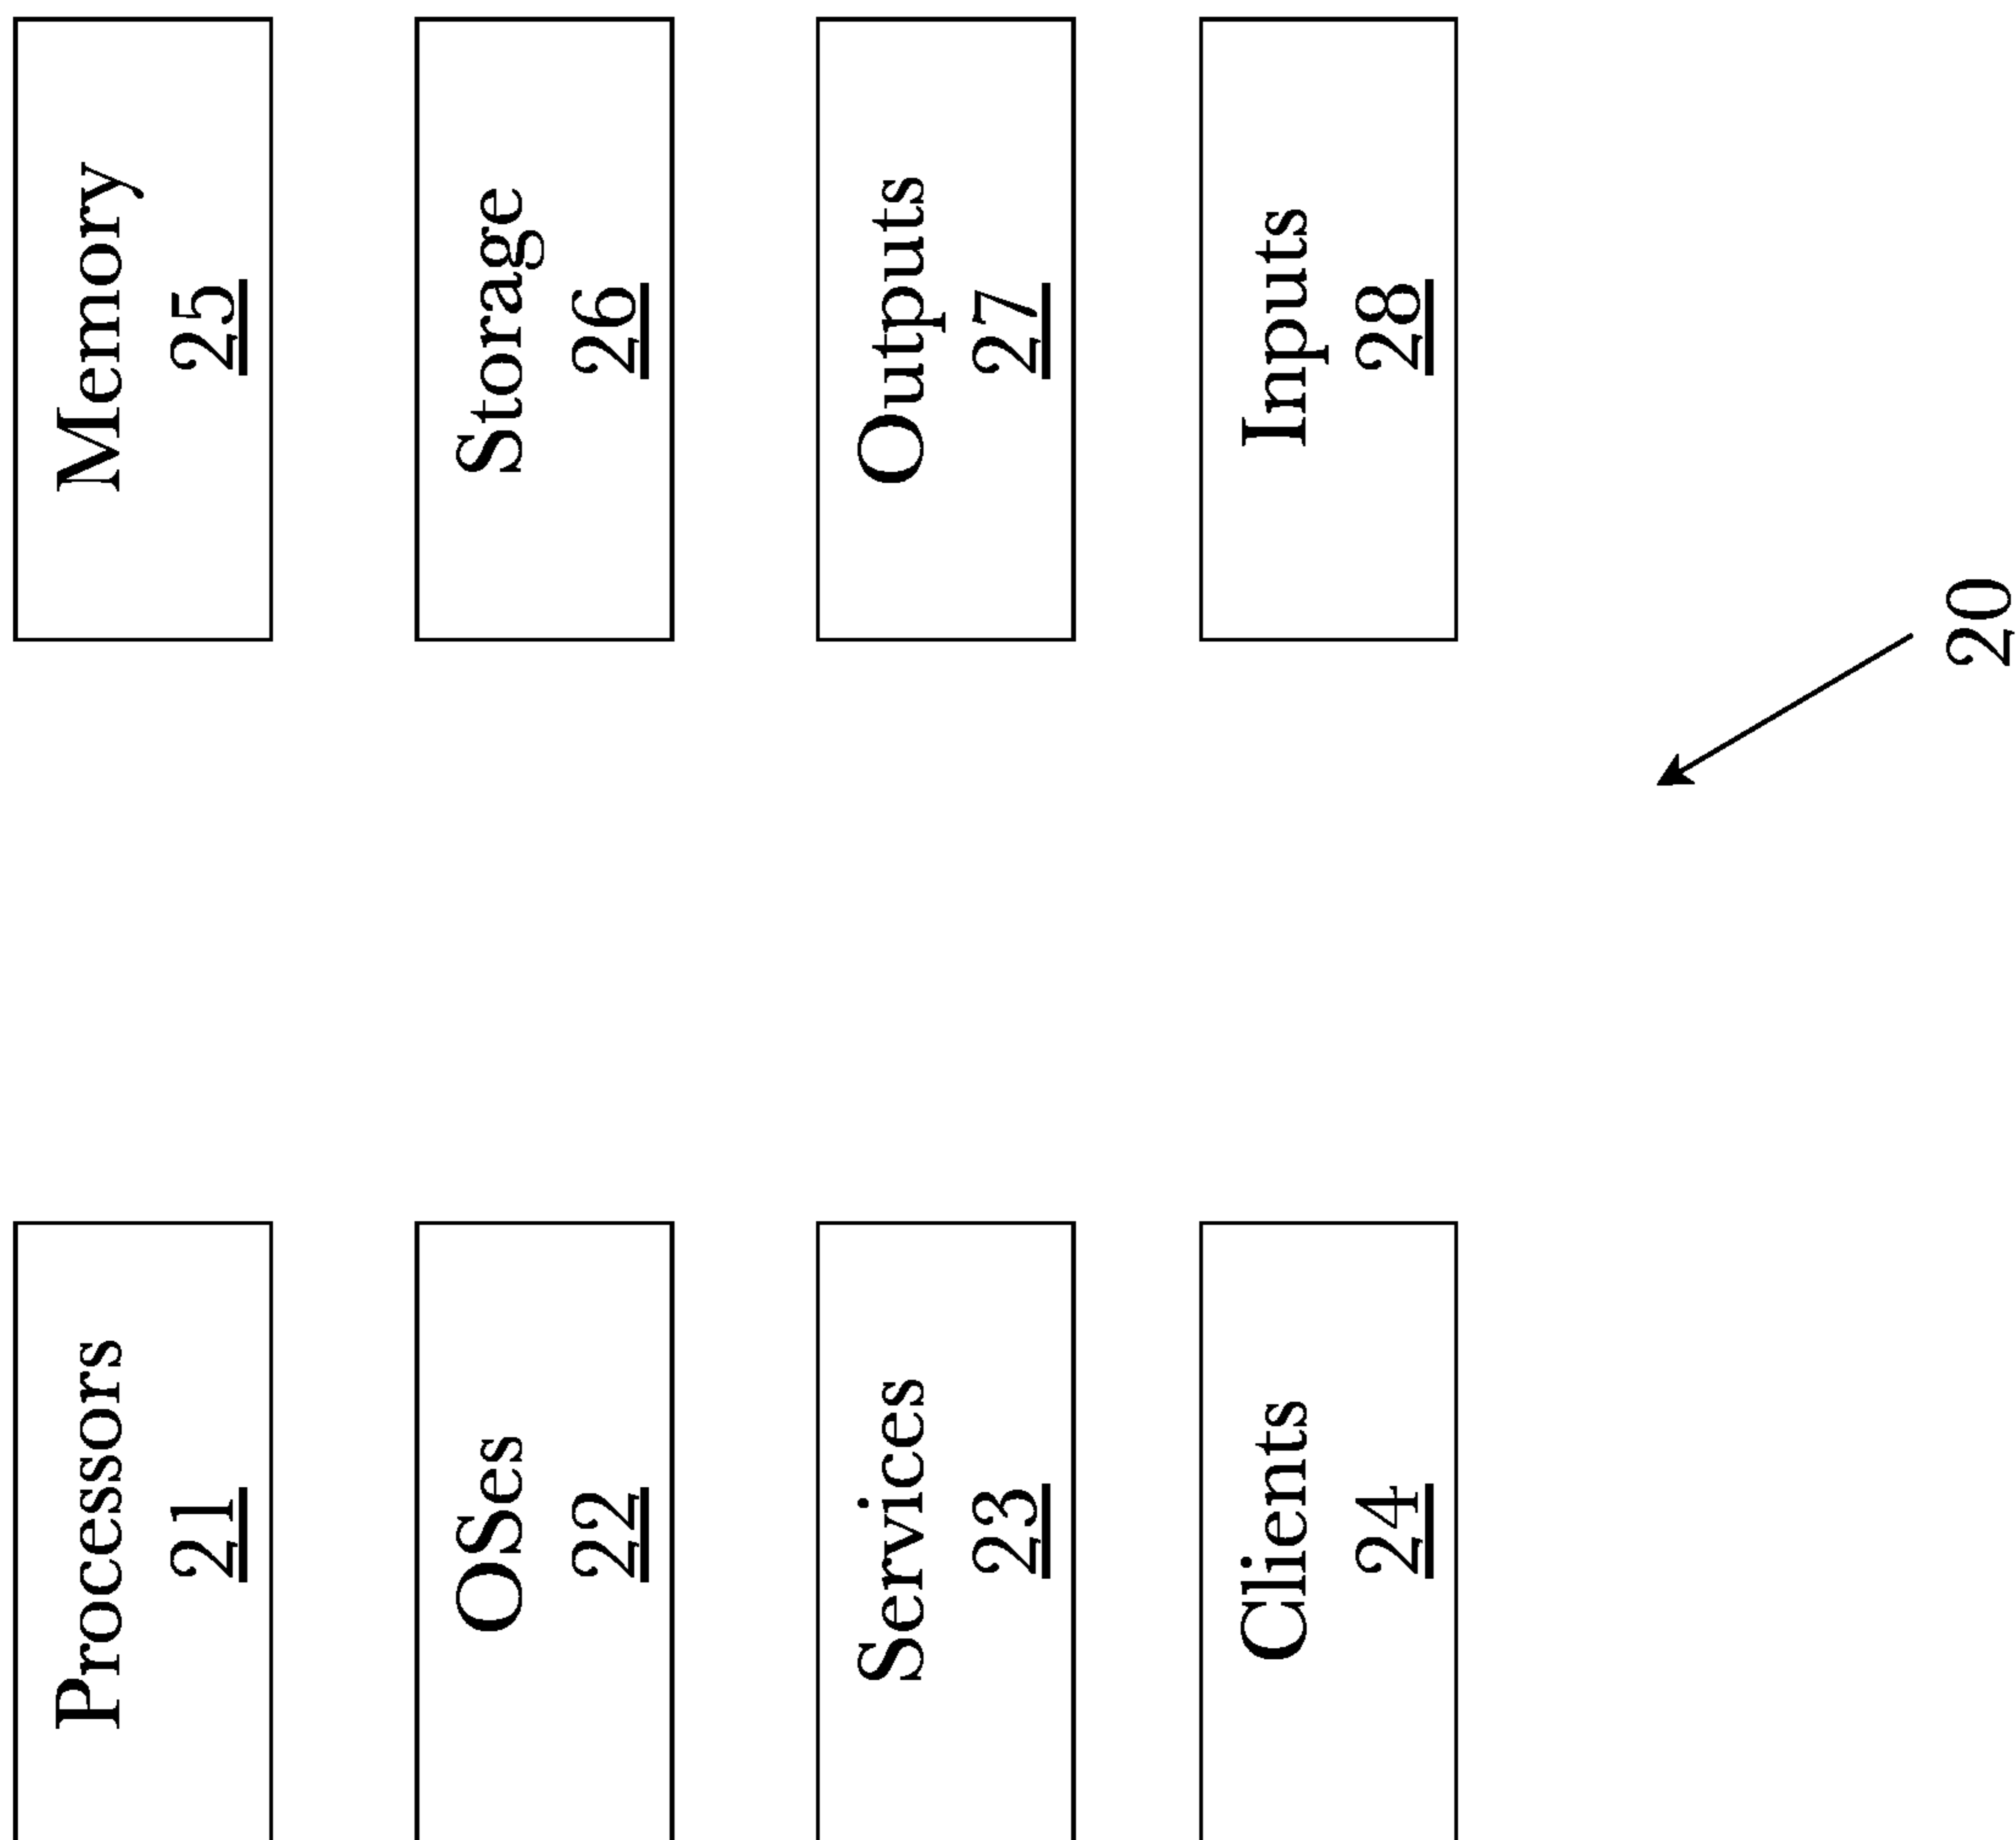 Processors
21
Memory
25
OSes
22
Storage
26
Services
23
Outputs
27
Clients
24
Inputs
28
20